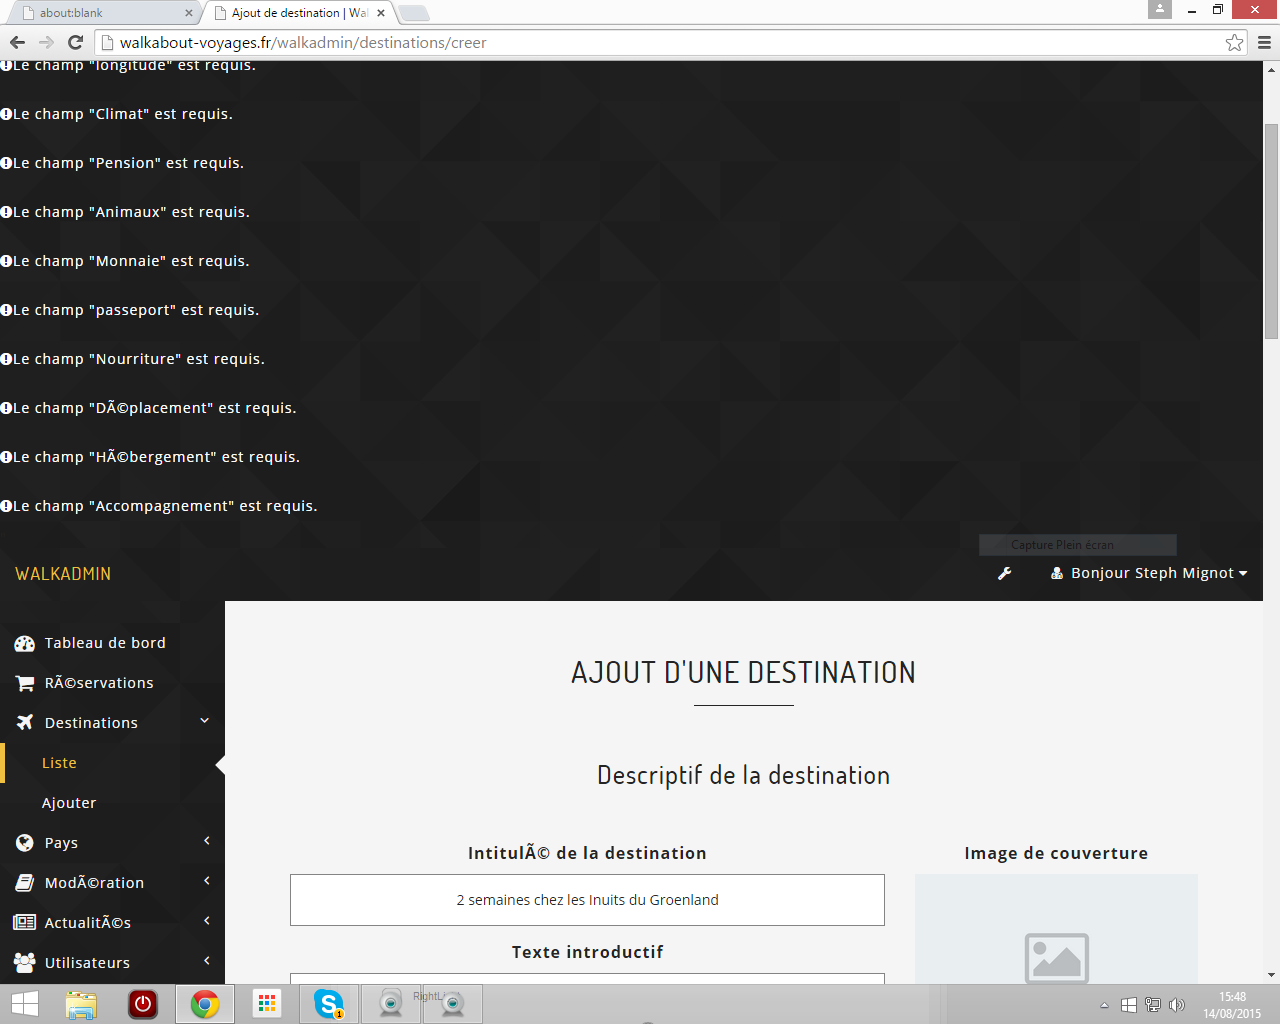 about:blank
Ajout de destination | Wal
walkabout-voyages.fr/walkadmin/destinations/creer
Le champ "longitude" est requis.
Le champ "Climat" est requis.
Le champ "Pension" est requis.
Le champ "Animaux" est requis.
Le champ "Monnaie" est requis.
Le champ "passeport" est requis.
Le champ "Nourriture" est requis.
Le champ "DÃ©placement" est requis.
Le champ "HÃ©bergement" est requis.
Le champ "Accompagnement" est requis.
Capture Plein écran
WALKADMIN
Bonjour Steph Mignot
Tableau de bord
RÃ©servations
Destinations
Liste
Ajouter
Pays
ModÃ©ration
ActualitÃ©s
Utilisateurs
AJOUT D'UNE DESTINATION
Descriptif de la destination
IntitulÃ© de la destination
2 semaines chez les Inuits du Groenland
Texte introductif
Image de couverture
1
15:48
14/08/2015